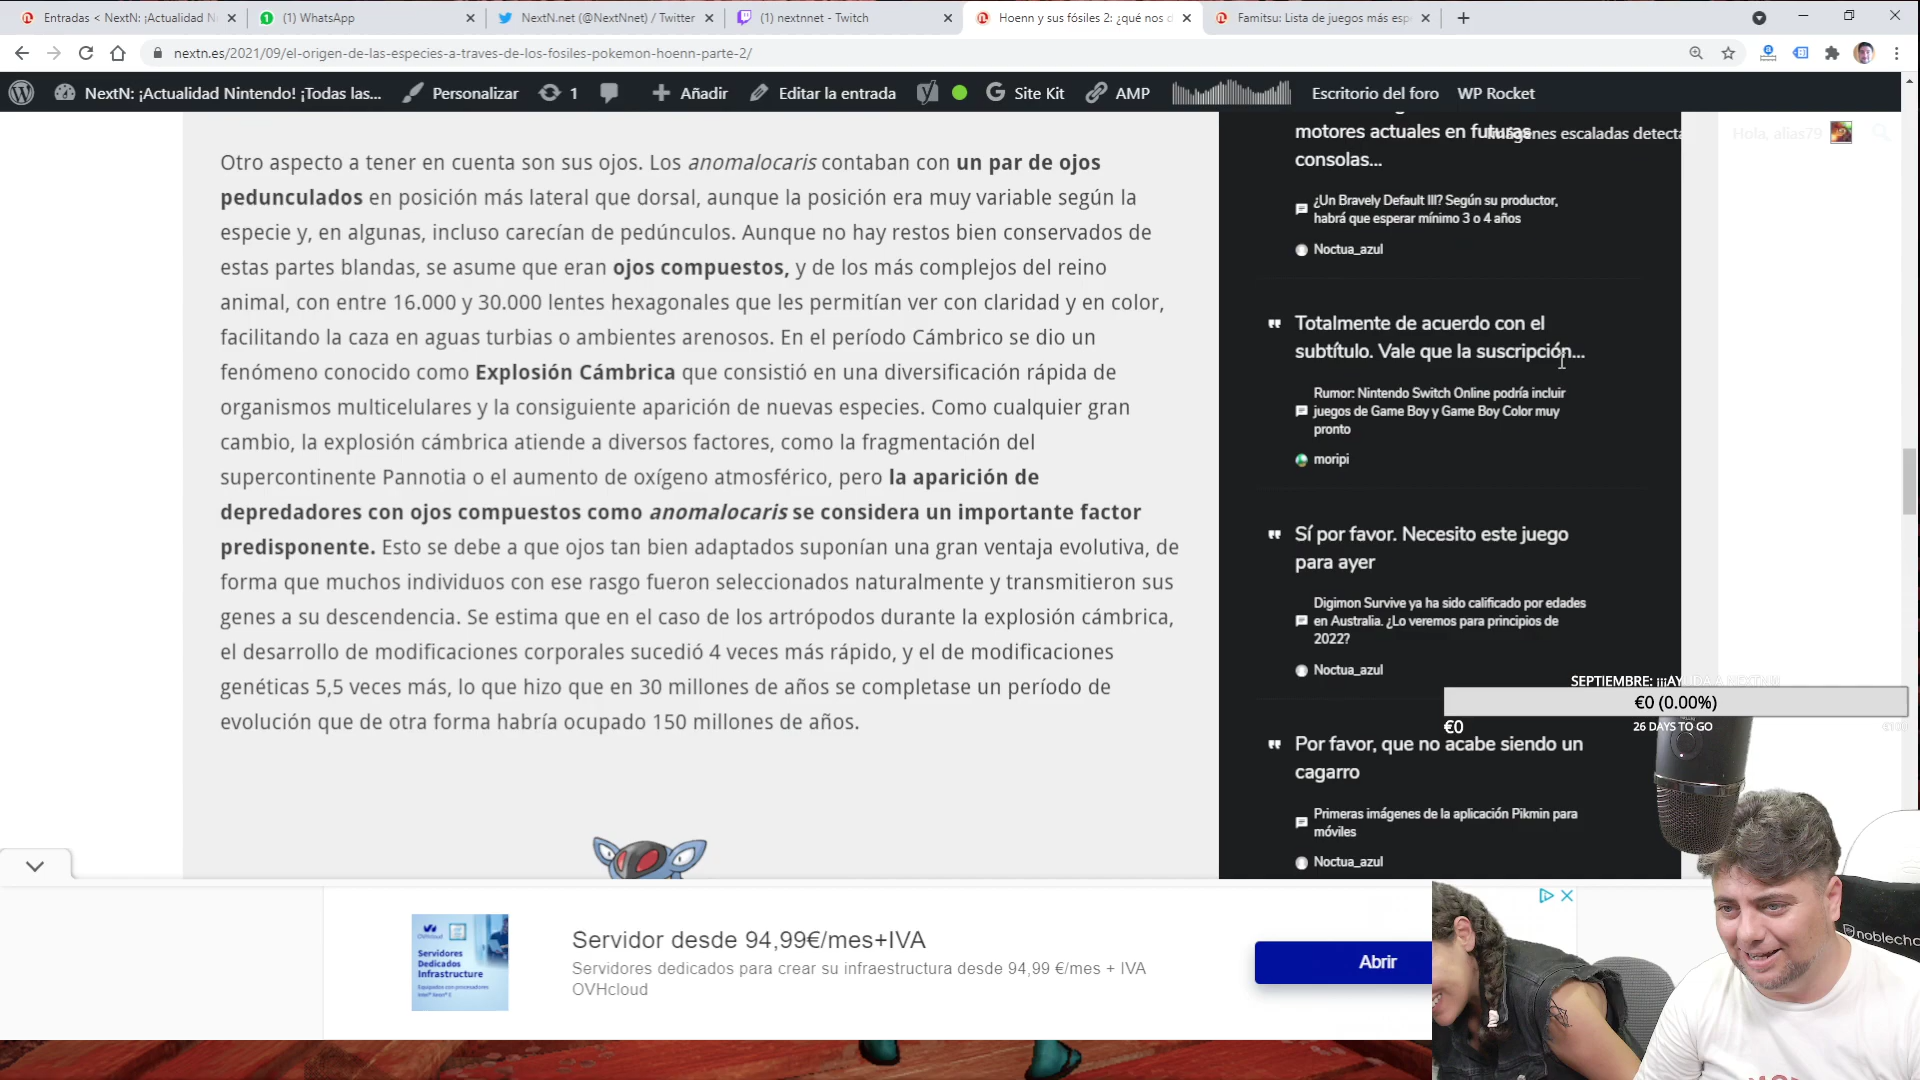 Entradas < NextN: ¡Actualidad N
(1) WhatsApp
NextN.net (@NextNnet) / Twitter
(1) nextnnet - Twitch
Hoenn y sus fósiles 2: ¿qué nos d
Famitsu: Lista de juegos más esp
nextn.es/2021/09/el-origen-de-las-especies-a-traves-de-los-fosiles-pokemon-hoenn-parte-2/
NextN: ¡Actualidad Nintendo! ¡Todas las...
Personalizar
1
Añadir
Editar la entrada
Site Kit
AMP
Escritorio del foro
WP Rocket
Imágenes escaladas detecta
Hola, alias79
Otro aspecto a tener en cuenta son sus ojos. Los anomalocaris contaban con un par de ojos
pedunculados en posición más lateral que dorsal, aunque la posición era muy variable según la
especie y, en algunas, incluso carecían de pedúnculos. Aunque no hay restos bien conservados de
estas partes blandas, se asume que eran ojos compuestos, y de los más complejos del reino
animal, con entre 16.000 y 30.000 lentes hexagonales que les permitían ver con claridad y en color,
facilitando la caza en aguas turbias o ambientes arenosos. En el período Cámbrico se dio un
fenómeno conocido como Explosión Cámbrica que consistió en una diversificación rápida de
organismos multicelulares y la consiguiente aparición de nuevas especies. Como cualquier gran
cambio, la explosión cámbrica atiende a diversos factores, como la fragmentación del
supercontinente Pannotia o el aumento de oxígeno atmosférico, pero la aparición de
depredadores con ojos compuestos como anomalocaris se considera un importante factor
predisponente. Esto se debe a que ojos tan bien adaptados suponían una gran ventaja evolutiva, de
forma que muchos individuos con ese rasgo fueron seleccionados naturalmente y transmitieron sus
genes a su descendencia. Se estima que en el caso de los artrópodos durante la explosión cámbrica,
el desarrollo de modificaciones corporales sucedió 4 veces más rápido, y el de modificaciones
genéticas 5,5 veces más, lo que hizo que en 30 millones de años se completase un período de
evolución que de otra forma habría ocupado 150 millones de años.
motores actuales en futuras
consolas...
¿Un Bravely Default III? Según su productor,
habrá que esperar mínimo 3 o 4 años
Noctua_azul
Totalmente de acuerdo con el
subtítulo. Vale que la suscripción...
Rumor: Nintendo Switch Online podría incluir
juegos de Game Boy y Game Boy Color muy
pronto
moripi
Sí por favor. Necesito este juego
para ayer
Digimon Survive ya ha sido calificado por edades
en Australia. ¿Lo veremos para principios de
2022?
Noctua_azul
SEPTIEMBRE: ¡¡¡AYUDA A NEXTN!!!
€0 (0.00%)
€0
26 DAYS TO GO
Por favor, que no acabe siendo un
cagarro
Primeras imágenes de la aplicación Pikmin para
móviles
Noctua_azul
OVHcloud
Servidores
Dedicados
Infrastructure
Servidor desde 94,99€/mes+IVA
Servidores dedicados para crear su infraestructura desde 94,99 €/mes + IVA
OVHcloud
Abrir
noblecha